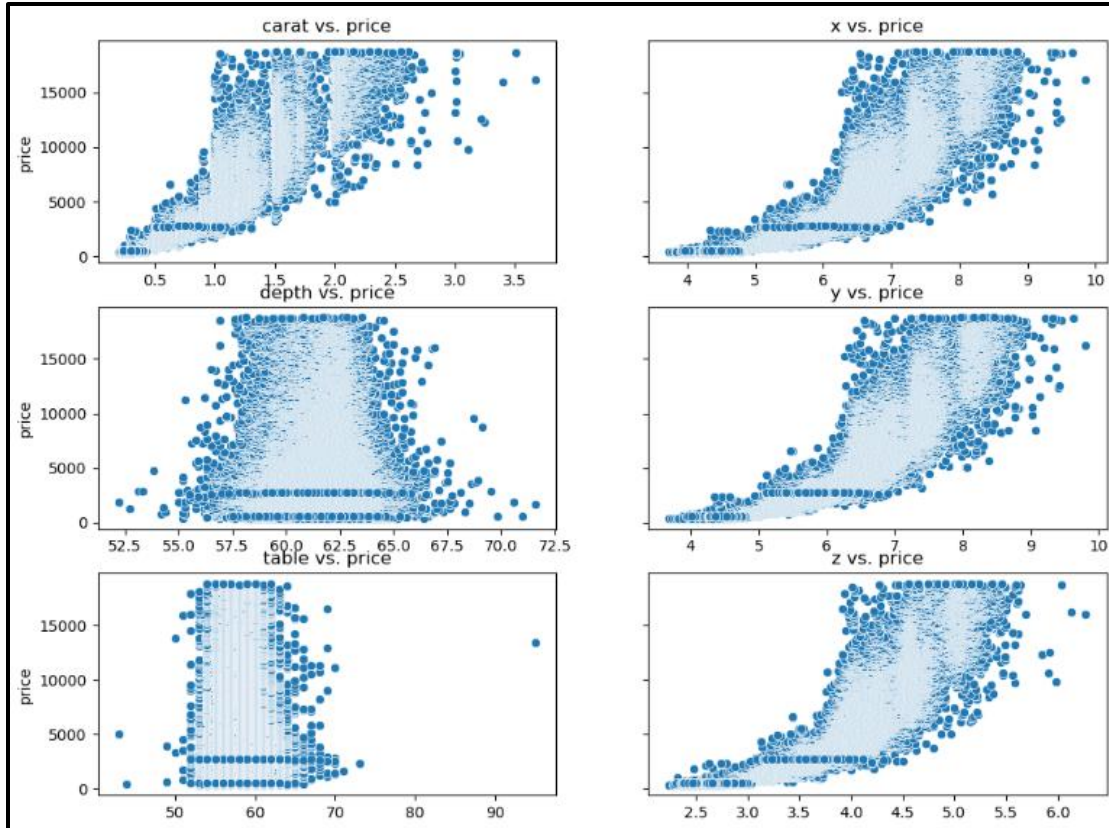 carat vs. price
price
15000
10000
5000
0
0.5 1.0 1.5 2.0 2.5 3.0 3.5
x vs. price
4 5 6 7 8 9 10
depth vs. price
price
15000
10000
5000
0
52.5 55.0 57.5 60.0 62.5 65.0 67.5 70.0 72.5
y vs. price
4 5 6 7 8 9 10
table vs. price
price
15000
10000
5000
0
50 60 70 80 90
z vs. price
2.5 3.0 3.5 4.0 4.5 5.0 5.5 6.0